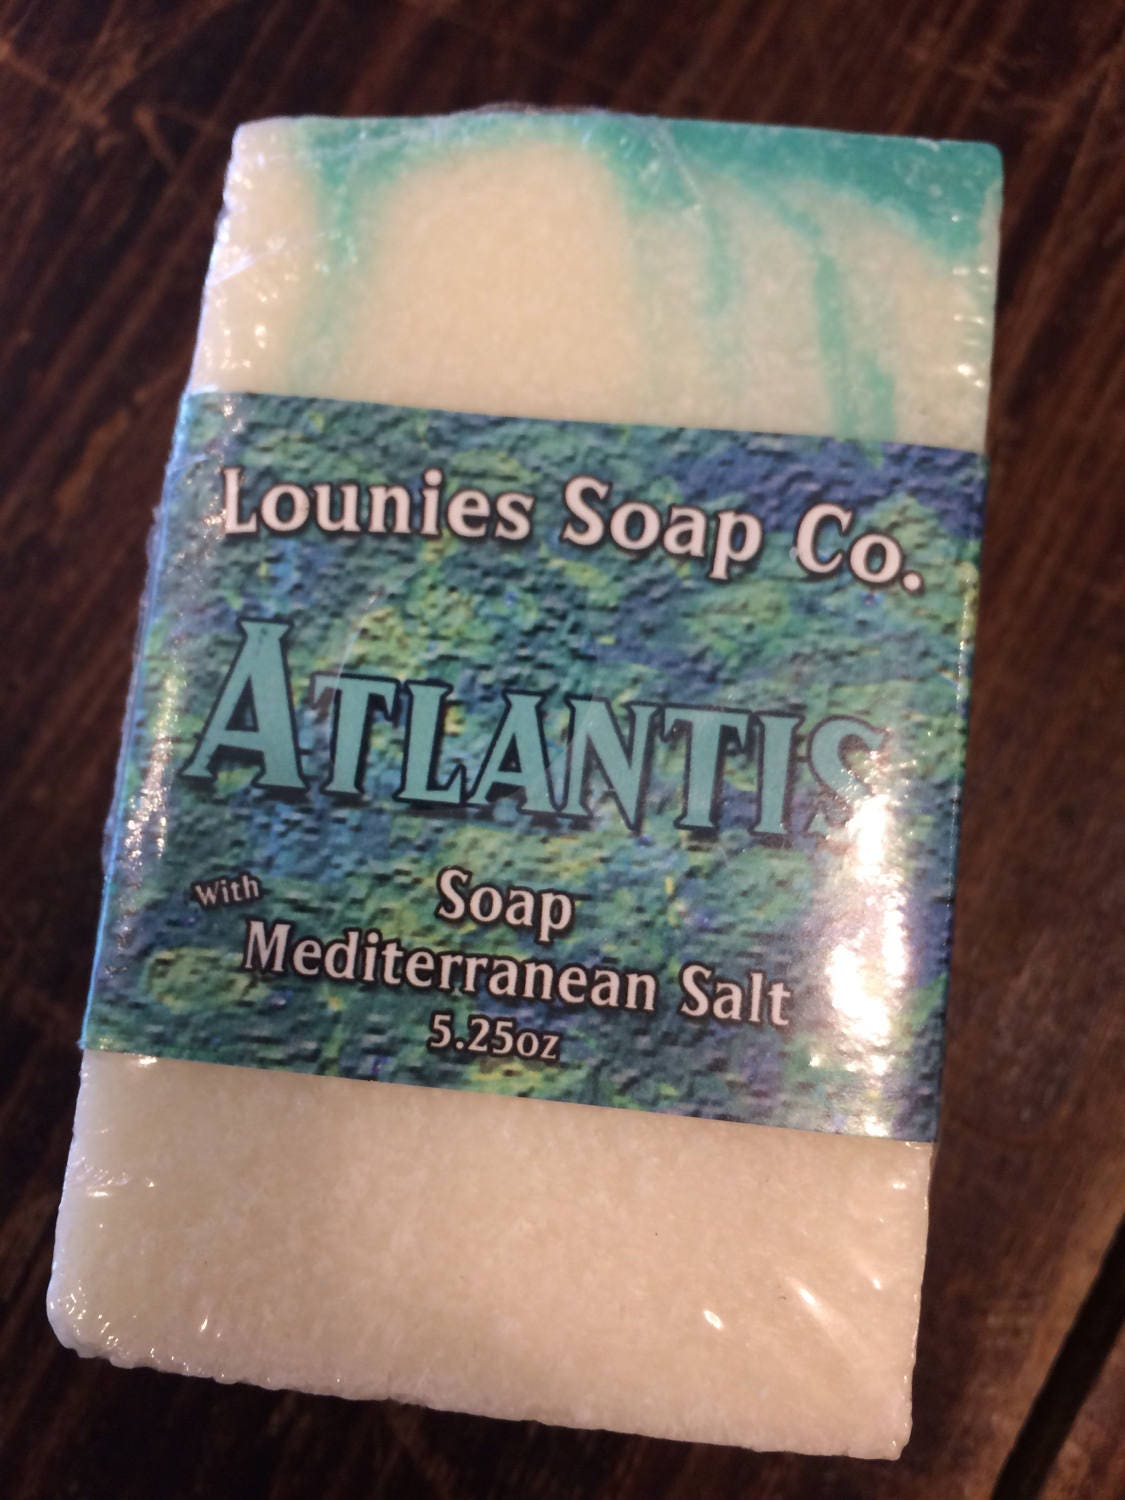 Lounies Soap Co.
ATLANTIS
Soap
With
Mediterranean Salt
5.25oz